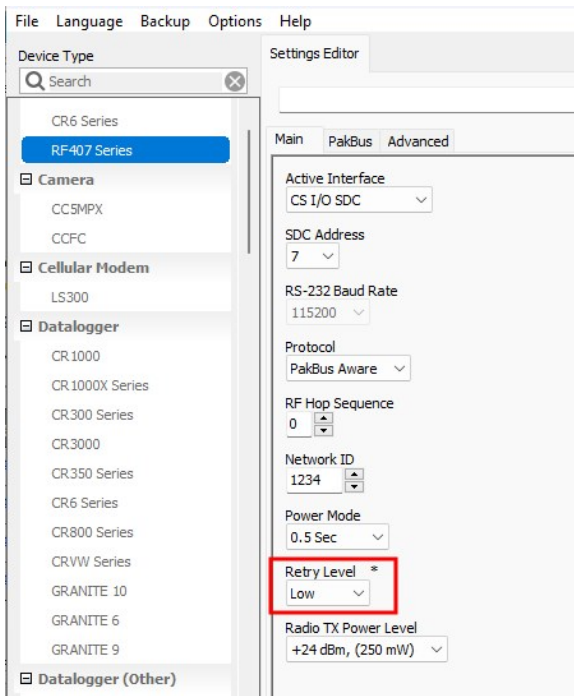 File Language Backup Options Help
Device Type
Search
CR6 Series
RF407 Series
Camera
CC5MPX
CCFC
Cellular Modem
LS300
Datalogger
CR1000
CR1000X Series
CR300 Series
CR3000
CR350 Series
CR6 Series
CR800 Series
CRVW Series
GRANITE 10
GRANITE 6
GRANITE 9
Datalogger (Other)
Settings Editor
Main PakBus Advanced
Active Interface
CS I/O SDC
SDC Address
7
RS-232 Baud Rate
115200
Protocol
PakBus Aware
RF Hop Sequence
0
Network ID
1234
Power Mode
0.5 Sec
Retry Level *
Low
Radio TX Power Level
+24 dBm, (250 mW)